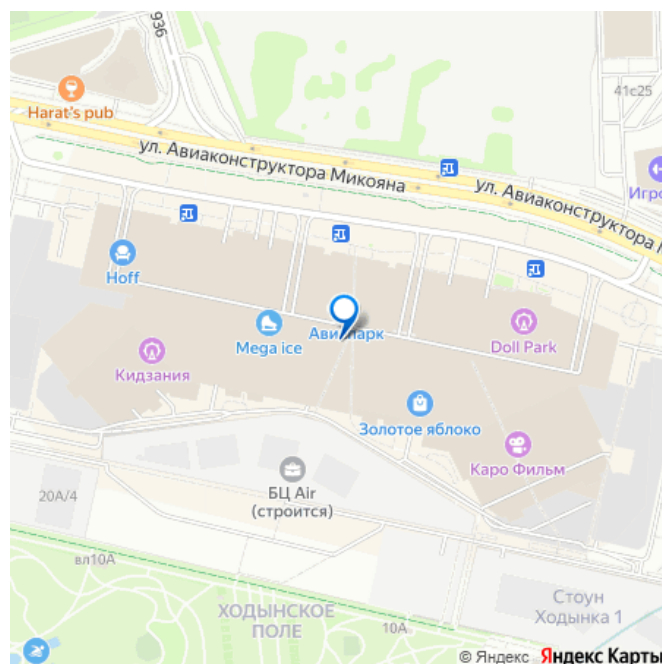 936
Harat's pub
41с25
ул. Авиаконструктора Микояна
ул. Авиаконструктора М
Игро
Hoff
Mega ice
Авиапарк
Doll Park
Кидзания
Золотое яблоко
Каро Фильм
БЦ Air
(строится)
20А/4
вл10А
ХОДЫНСКОЕ
ПОЛЕ
10А
Стоун
Ходынка 1
© Яндекс Яндекс Карты